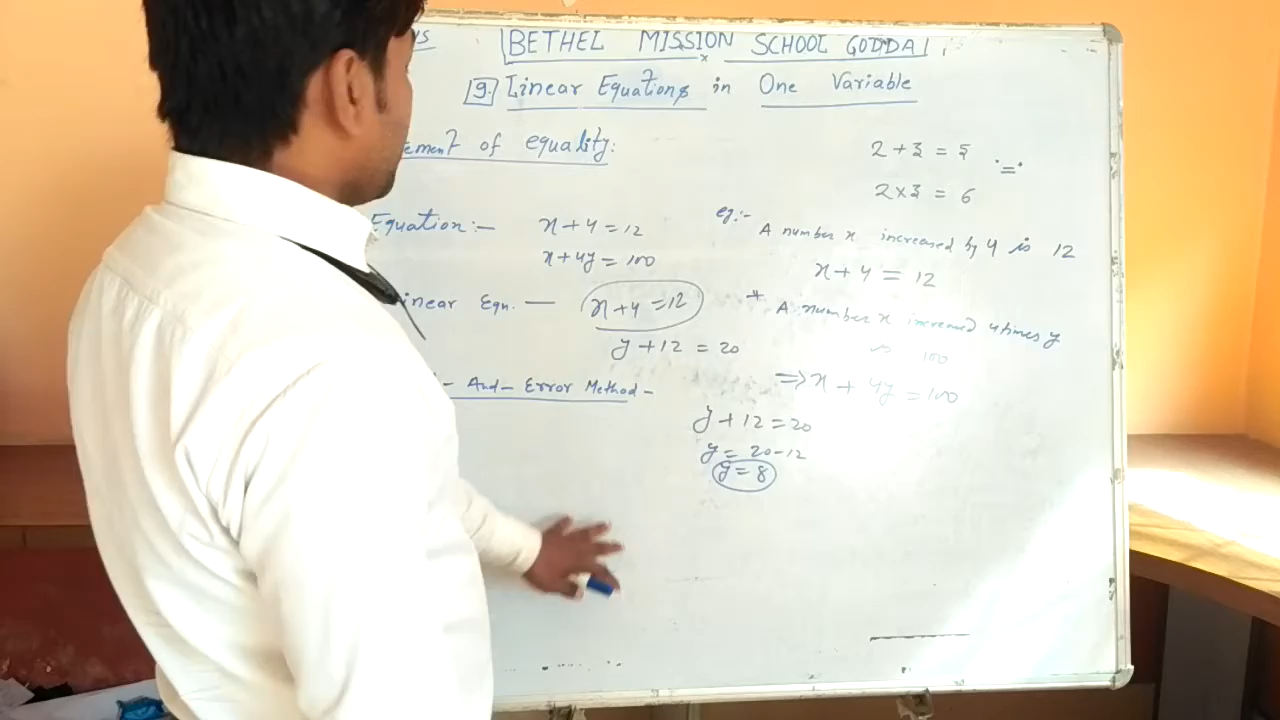 BETHEL MISSION SCHOOL GODDA
9. Linear Equations in One Variable
ement of equality:
2 + 3 = 5
2 x 3 = 6
"="
Equation:- x + 4 = 12
x + 4y = 100
eg:- A number x increased by 4 is 12
x + 4 = 12
inear Eqn. — x + 4 = 12
y + 12 = 20
* A number x increased 4 times y
is 100
⇒ x + 4y = 100
- And - Error Method -
y + 12 = 20
y = 20 - 12
y = 8